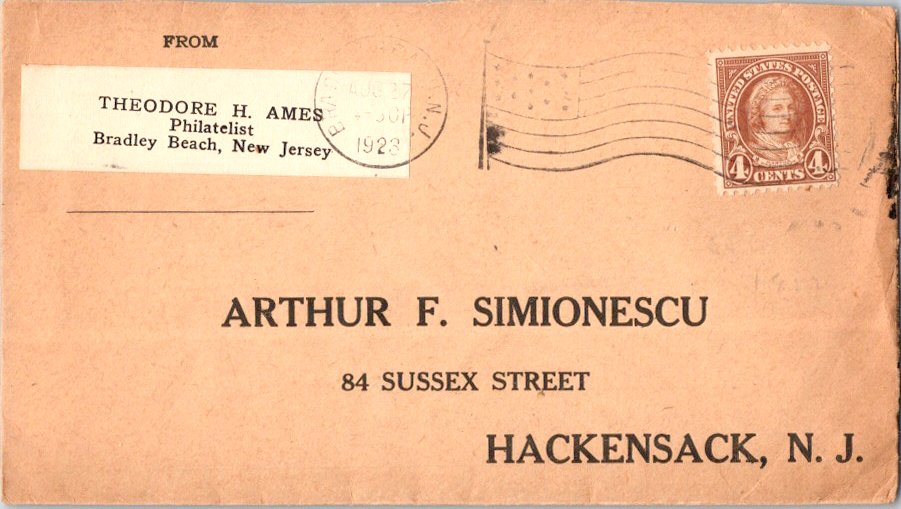 FROM
THEODORE H. AMES
Philatelist
Bradley Beach, New Jersey
AUG 27
1923
N.J.
UNITED STATES POSTAGE
4 CENTS 4
ARTHUR F. SIMIONESCU
84 SUSSEX STREET
HACKENSACK, N. J.